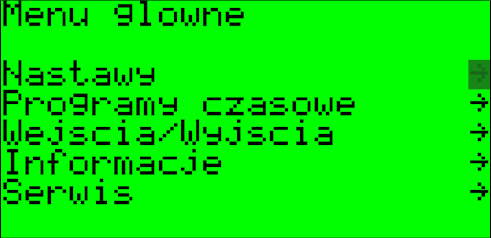 Menu glowne
Nastawy →
Programy czasowe →
Wejscia/Wyjscia →
Informacje →
Serwis →